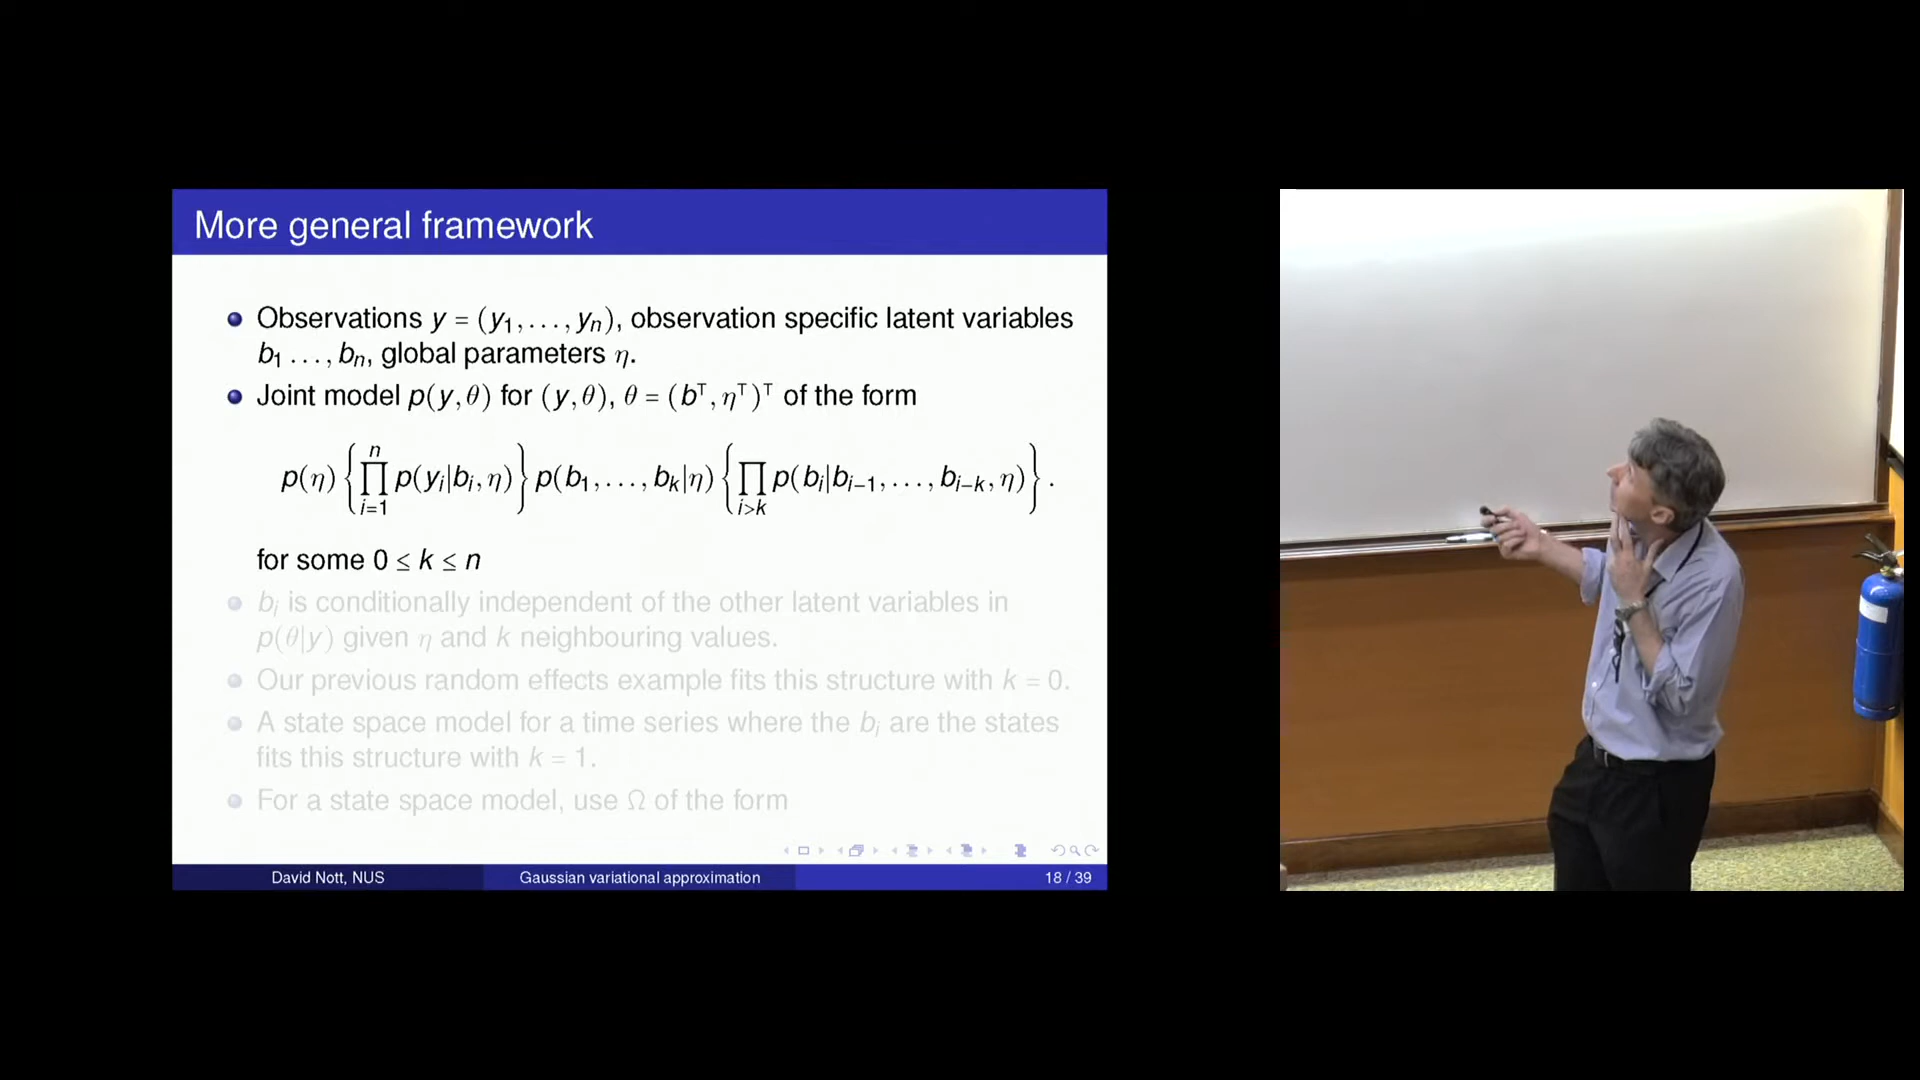 More general framework
Observations y = (y₁, . . . , yₙ), observation specific latent variables
b₁ . . . , bₙ, global parameters η.
Joint model p(y, θ) for (y, θ), θ = (bᵀ, ηᵀ)ᵀ of the form
p(η) { ∏ᵢ₌₁ⁿ p(yᵢ|bᵢ, η) } p(b₁, . . . , bₖ|η) { ∏ᵢ>ₖ p(bᵢ|bᵢ₋₁, . . . , bᵢ₋ₖ, η) } .
for some 0 ≤ k ≤ n
bᵢ is conditionally independent of the other latent variables in
p(θ|y) given η and k neighbouring values.
Our previous random effects example fits this structure with k = 0.
A state space model for a time series where the bᵢ are the states
fits this structure with k = 1.
For a state space model, use Ω of the form
David Nott, NUS
Gaussian variational approximation
18 / 39